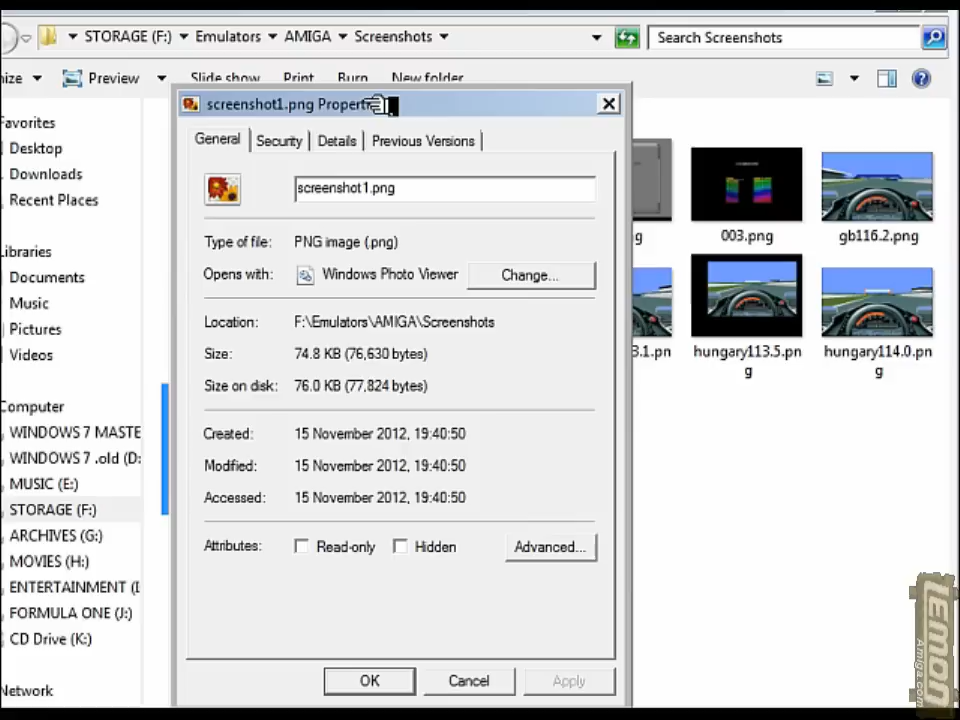 STORAGE (F:) Emulators AMIGA Screenshots Search Screenshots
Preview Slide show Print Burn New folder
screenshot1.png
General Security Details Previous Versions
screenshot1.png
Type of file: PNG image (.png)
Opens with: Windows Photo Viewer Change...
Location: F:\Emulators\AMIGA\Screenshots
Size: 74.8 KB (76,630 bytes)
Size on disk: 76.0 KB (77,824 bytes)
Created: 15 November 2012, 19:40:50
Modified: 15 November 2012, 19:40:50
Accessed: 15 November 2012, 19:40:50
Attributes: Read-only Hidden Advanced...
OK Cancel Apply
Favorites
Desktop
Downloads
Recent Places
Libraries
Documents
Music
Pictures
Videos
Computer
WINDOWS 7 MASTE
WINDOWS 7 .old (D:
MUSIC (E:)
STORAGE (F:)
ARCHIVES (G:)
MOVIES (H:)
ENTERTAINMENT (I
FORMULA ONE (J:)
CD Drive (K:)
Network
003.png
gb116.2.png
3.1.pn
hungary113.5.pn
g
hungary114.0.pn
g
LEMON
Amiga.com